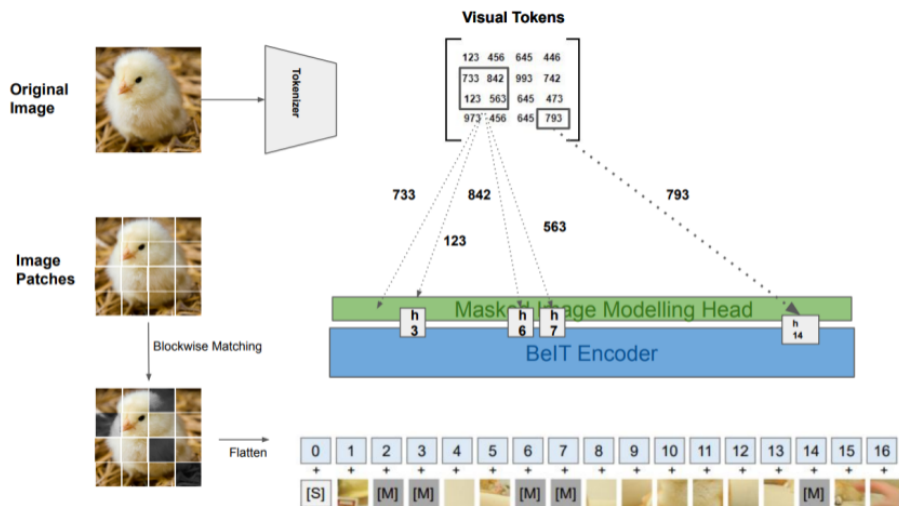 Visual Tokens
Original
Image
Tokenizer
123 456 645 446
733 842 993 742
123 563 645 473
973 456 645 793
733
842
793
123
563
Image
Patches
Masked Image Modelling Head
h
3
h
6
h
7
h
14
BeIT Encoder
Blockwise Matching
Flatten
0 1 2 3 4 5 6 7 8 9 10 11 12 13 14 15 16
+ + + + + + + + + + + + + + + + +
[S] [M] [M] [M] [M] [M]